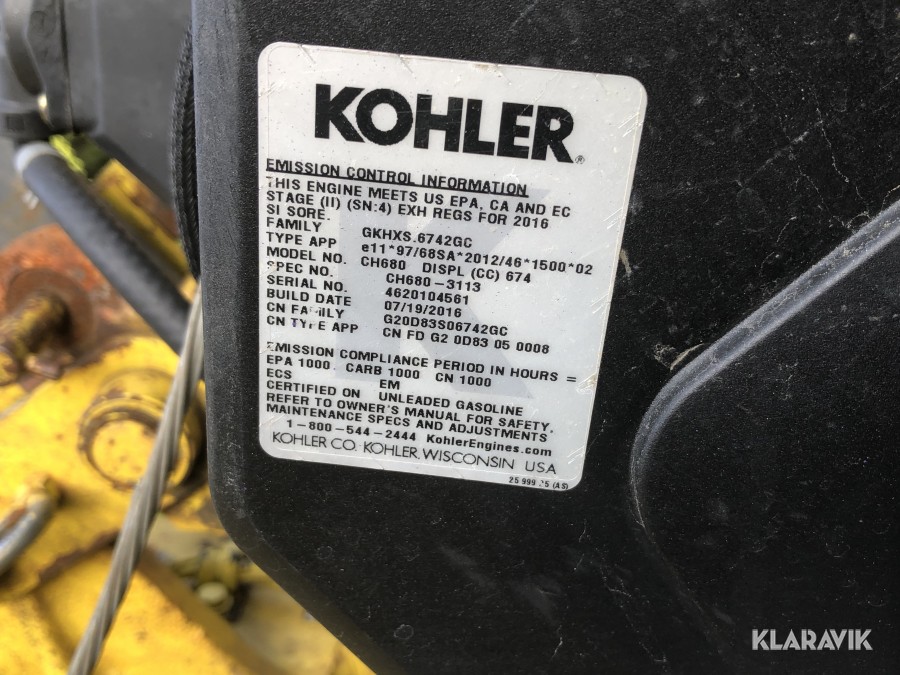 KOHLER®
EMISSION CONTROL INFORMATION
THIS ENGINE MEETS US EPA, CA AND EC
STAGE (II) (SN:4) EXH REGS FOR 2016
SI SORE.
FAMILY GKHXS.6742GC
TYPE APP e11*97/68SA*2012/46*1500*02
MODEL NO. CH680 DISPL (CC) 674
SPEC NO. CH680-3113
SERIAL NO. 4620104561
BUILD DATE 07/19/2016
CN FAMILY G20D83S06742GC
CN TYPE APP CN FD G2 0D83 05 0008
EMISSION COMPLIANCE PERIOD IN HOURS =
EPA 1000 CARB 1000 CN 1000
ECS EM
CERTIFIED ON UNLEADED GASOLINE
REFER TO OWNER'S MANUAL FOR SAFETY,
MAINTENANCE SPECS AND ADJUSTMENTS
1-800-544-2444 KohlerEngines.com
KOHLER CO. KOHLER, WISCONSIN USA
25 999 (AS)
KLARAVIK